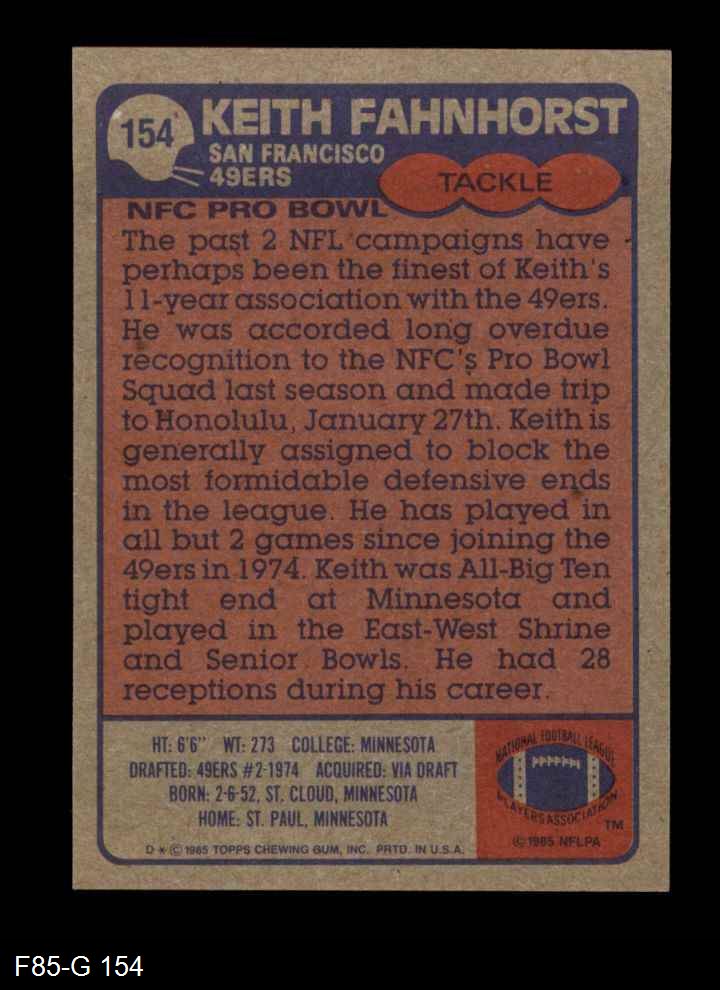 154
KEITH FAHNHORST
SAN FRANCISCO
49ERS
TACKLE
NFC PRO BOWL
The past 2 NFL campaigns have
perhaps been the finest of Keith's
11-year association with the 49ers.
He was accorded long overdue
recognition to the NFC's Pro Bowl
Squad last season and made trip
to Honolulu, January 27th. Keith is
generally assigned to block the
most formidable defensive ends
in the league. He has played in
all but 2 games since joining the
49ers in 1974. Keith was All-Big Ten
tight end at Minnesota and
played in the East-West Shrine
and Senior Bowls. He had 28
receptions during his career.
HT: 6'6" WT: 273 COLLEGE: MINNESOTA
DRAFTED: 49ERS #2-1974 ACQUIRED: VIA DRAFT
BORN: 2-6-52, ST. CLOUD, MINNESOTA
HOME: ST. PAUL, MINNESOTA
D * © 1985 TOPPS CHEWING GUM, INC. PRTD. IN U.S.A.
NATIONAL FOOTBALL LEAGUE
PLAYERS ASSOCIATION
TM
© 1985 NFLPA
F85-G 154